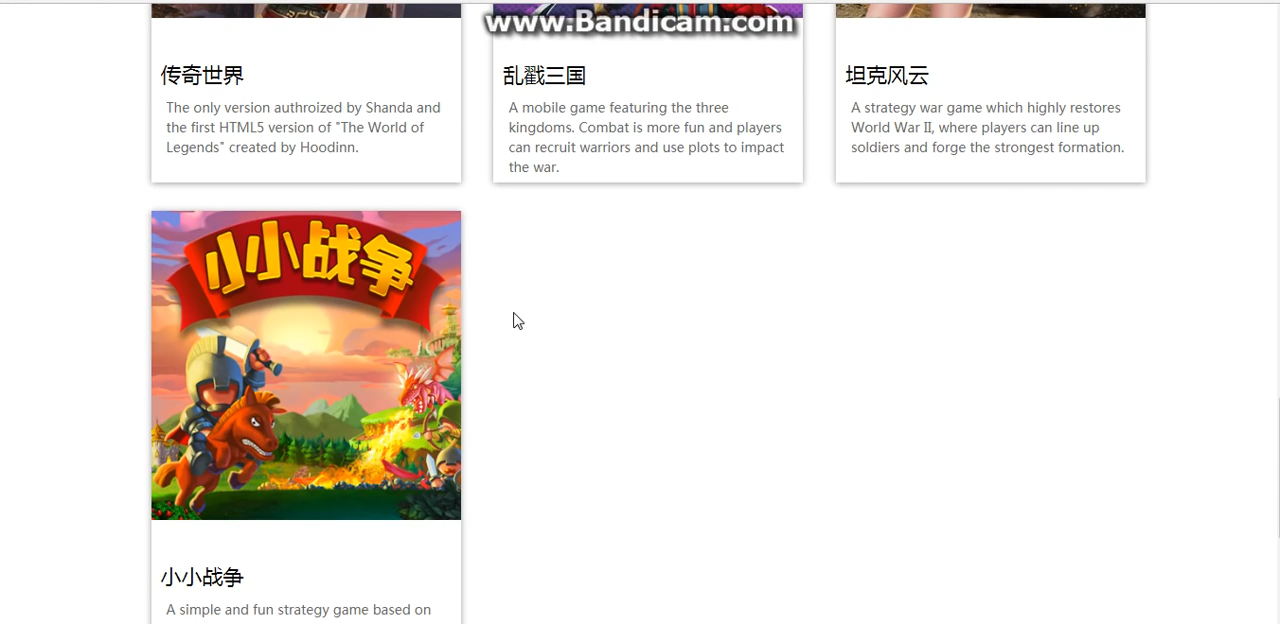 www.Bandicam.com
传奇世界
The only version authroized by Shanda and
the first HTML5 version of "The World of
Legends" created by Hoodinn.
乱戳三国
A mobile game featuring the three
kingdoms. Combat is more fun and players
can recruit warriors and use plots to impact
the war.
坦克风云
A strategy war game which highly restores
World War II, where players can line up
soldiers and forge the strongest formation.
小小战争
小小战争
A simple and fun strategy game based on